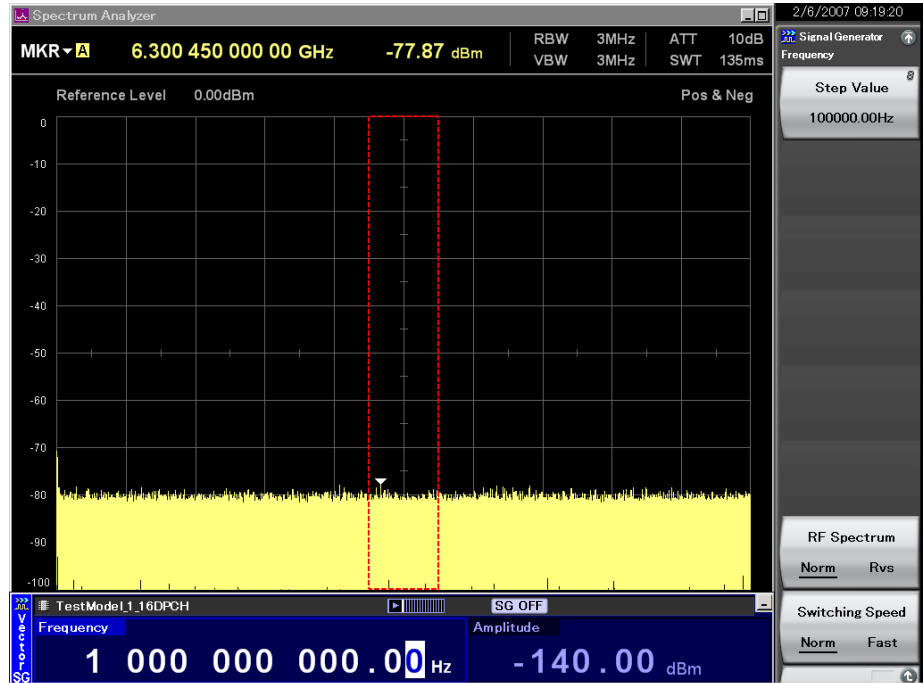 Spectrum Analyzer
2/6/2007 09:19:20
MKR A 6.300 450 000 00 GHz -77.87 dBm
RBW 3MHz ATT 10dB
VBW 3MHz SWT 135ms
Reference Level 0.00dBm Pos & Neg
0
-10
-20
-30
-40
-50
-60
-70
-80
-90
-100
TestModel_1_16DPCH SG OFF
Vector SG
Frequency
1 000 000 000.00 Hz
Amplitude
-140.00 dBm
Signal Generator
Frequency
Step Value
100000.00Hz
RF Spectrum
Norm Rvs
Switching Speed
Norm Fast